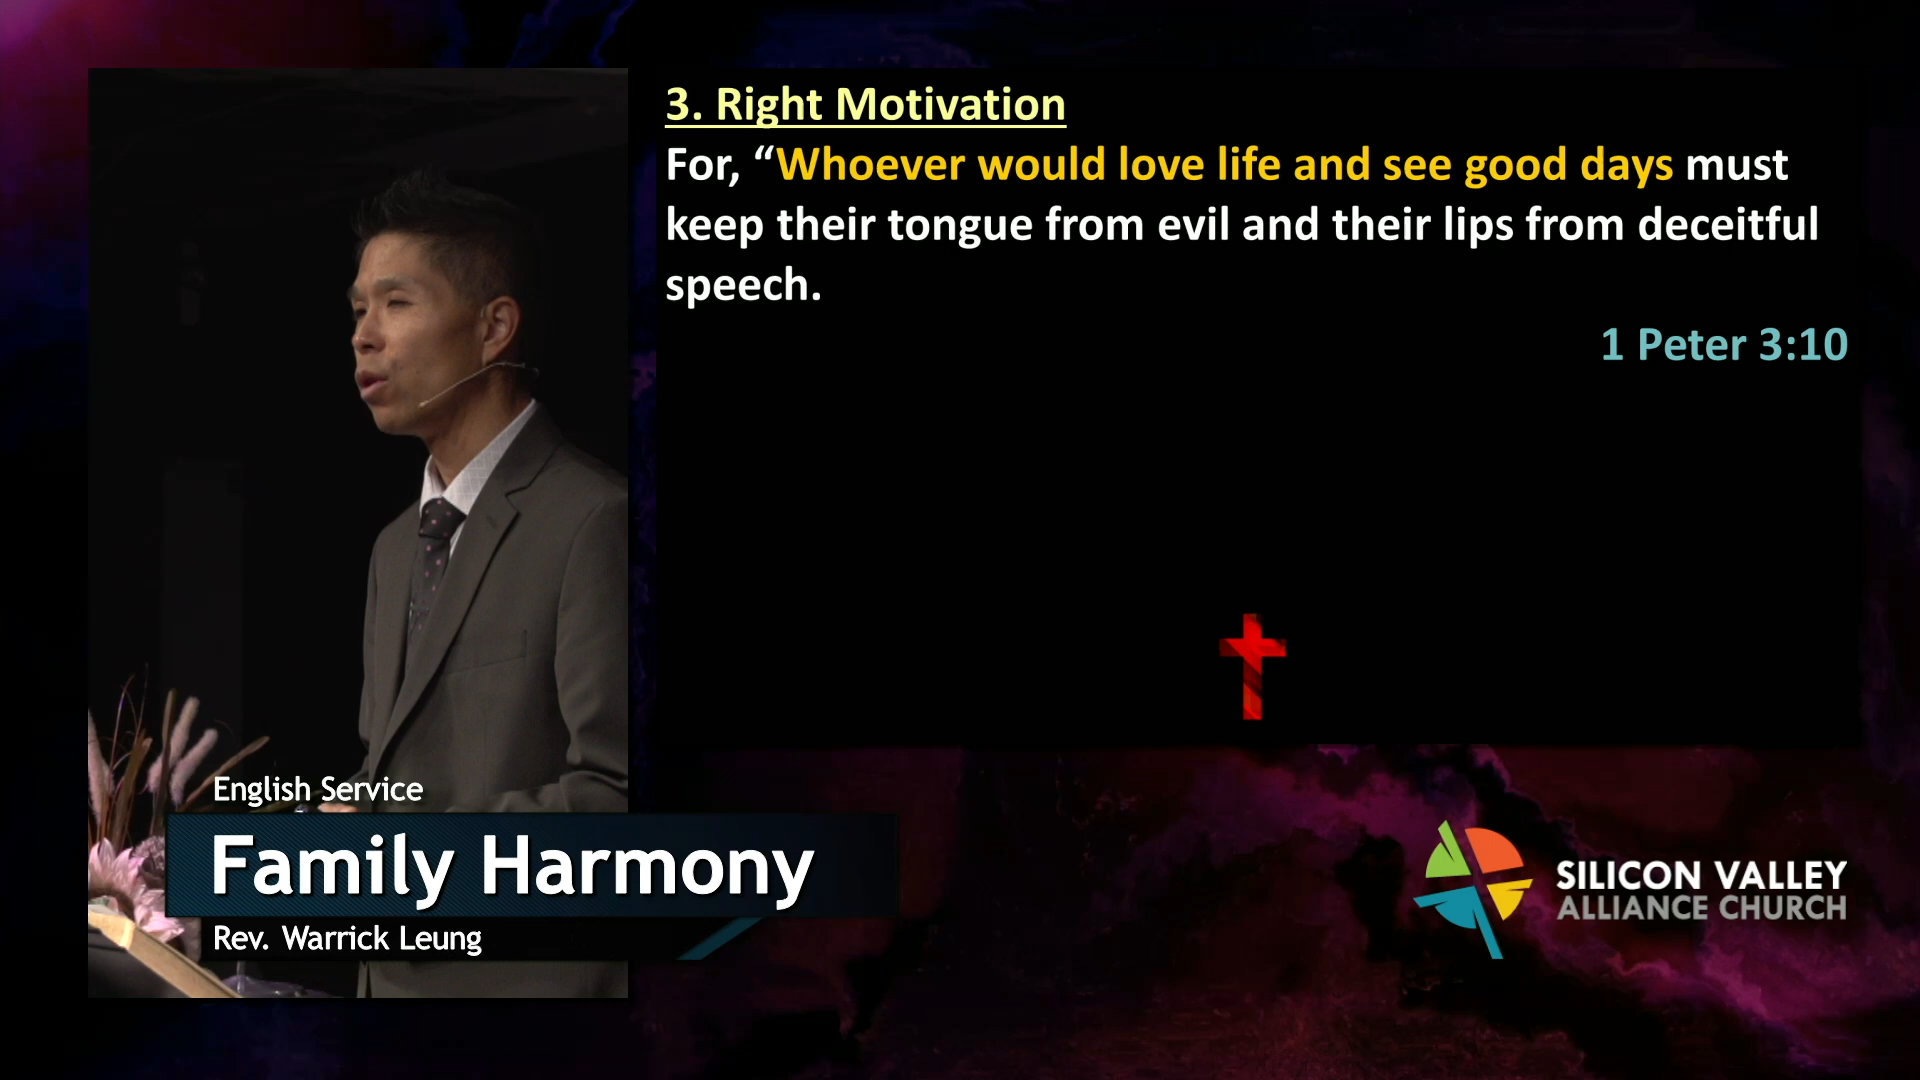 3. Right Motivation
For, “Whoever would love life and see good days must
keep their tongue from evil and their lips from deceitful
speech.
1 Peter 3:10
English Service
Family Harmony
Rev. Warrick Leung
SILICON VALLEY
ALLIANCE CHURCH